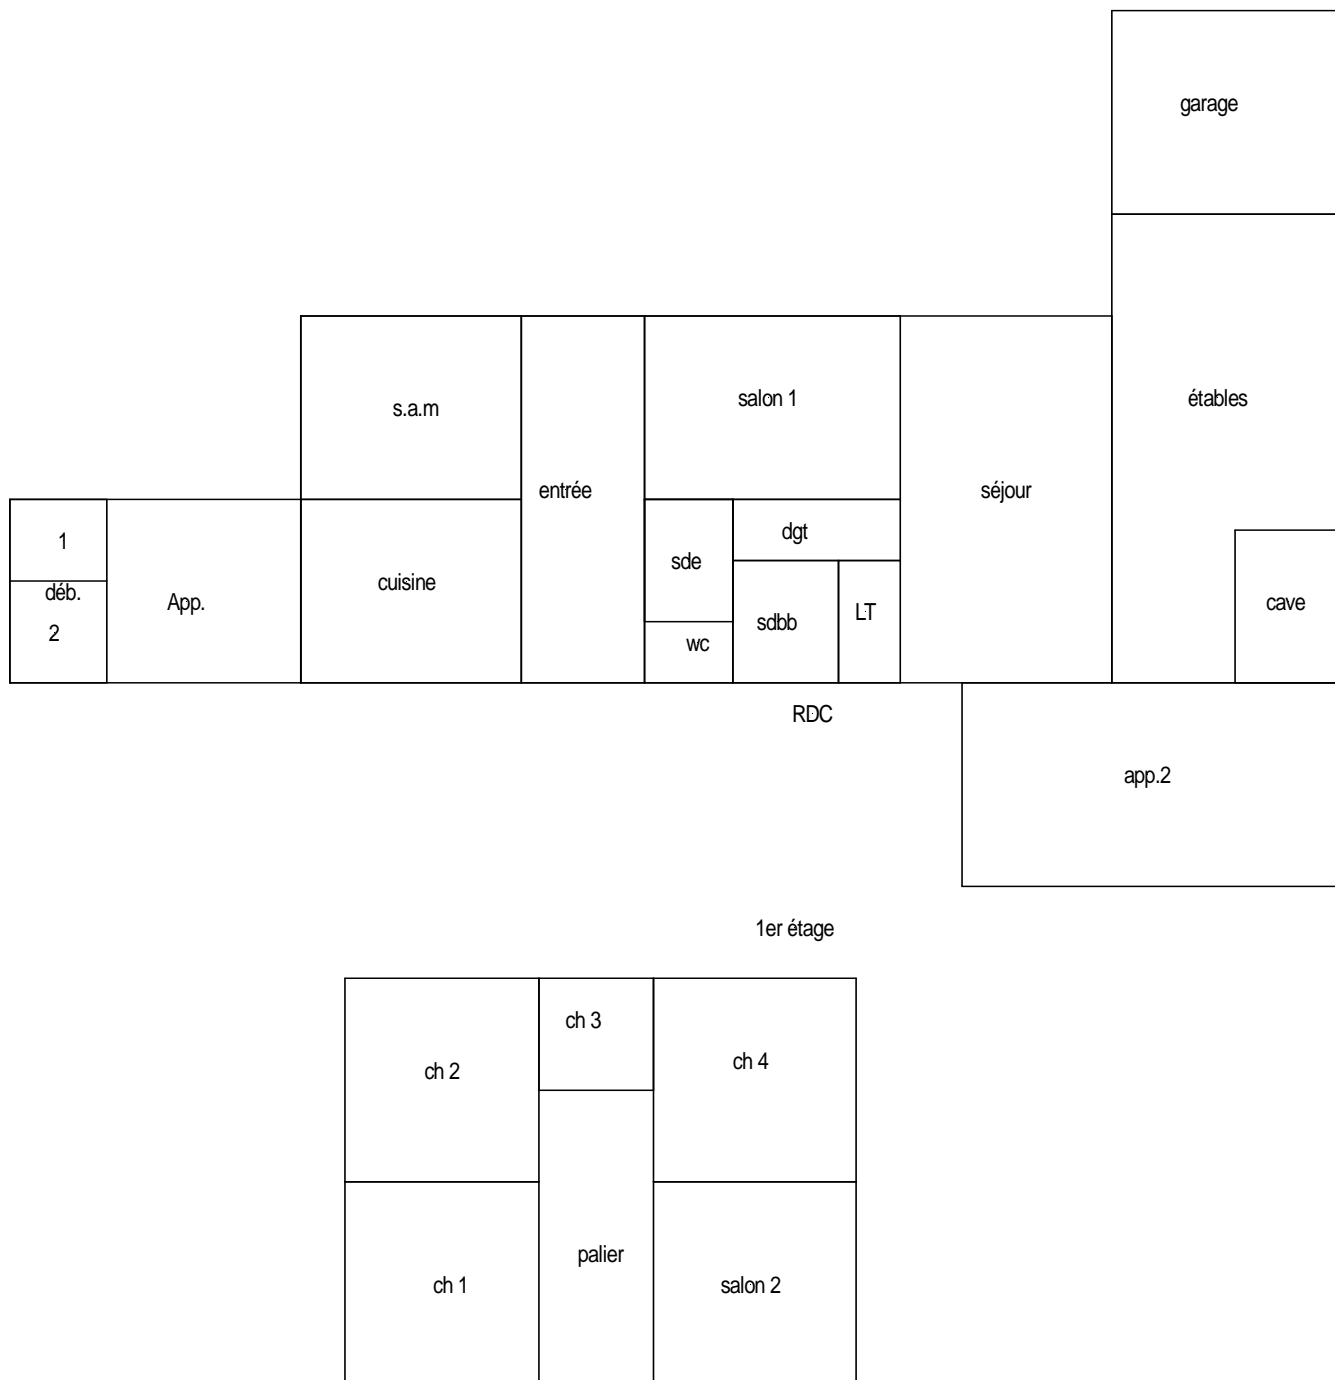 garage
s.a.m
salon 1
étables
entrée
séjour
1
déb.
2
App.
cuisine
sde
dgt
wc
sdbb
LT
cave
RDC
app.2
1er étage
ch 2
ch 3
ch 4
ch 1
palier
salon 2